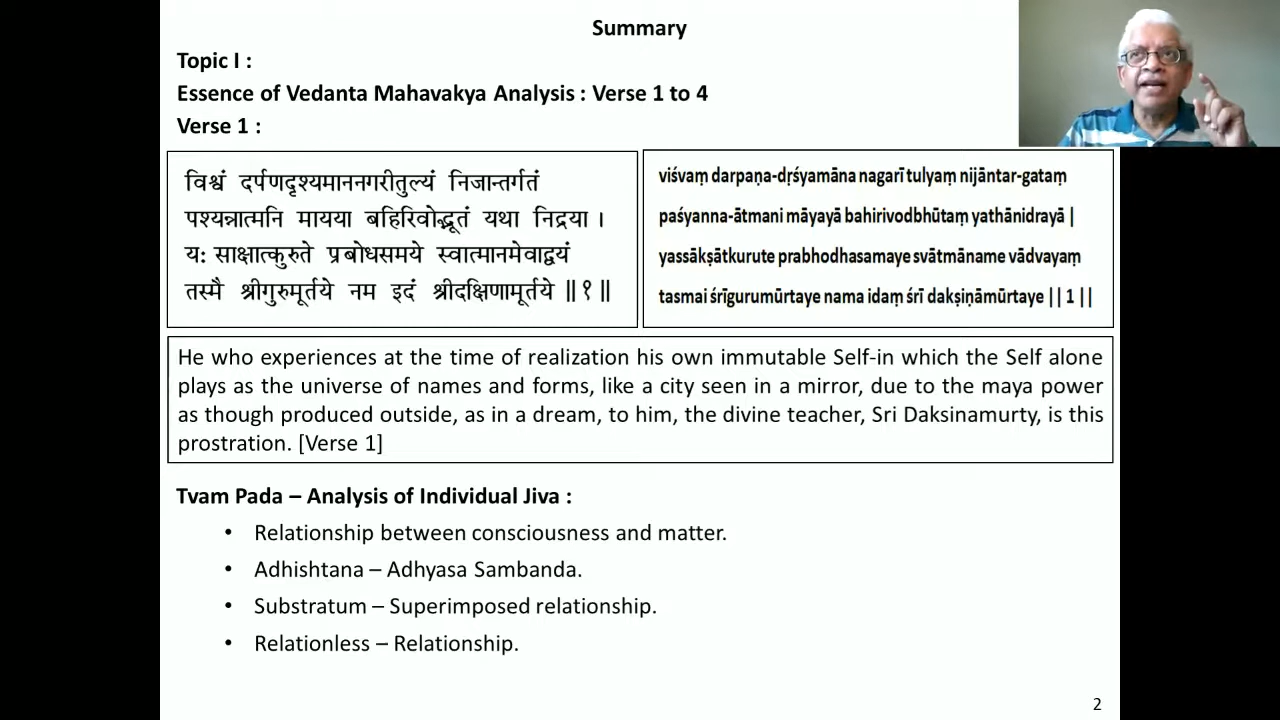 Summary
Topic I :
Essence of Vedanta Mahavakya Analysis : Verse 1 to 4
Verse 1 :
विश्वं दर्पणदृश्यमाननगरीतुल्यं निजान्तर्गतं
पश्यन्नात्मनि मायया बहिरिवोद्भूतं यथा निद्रया ।
यः साक्षात्कुरुते प्रबोधसमये स्वात्मानमेवाद्वयं
तस्मै श्रीगुरुमूर्तये नम इदं श्रीदक्षिणामूर्तये ॥ १ ॥
viśvaṃ darpaṇa-dṛśyamāna nagarī tulyaṃ nijāntar-gataṃ
paśyanna-ātmani māyayā bahirivodbhūtaṃ yathānidrayā |
yassākṣātkurute prabhodhasamaye svātmāname vādvayaṃ
tasmai śrīgurumūrtaye nama idaṃ śrī dakṣiṇāmūrtaye || 1 ||
He who experiences at the time of realization his own immutable Self-in which the Self alone
plays as the universe of names and forms, like a city seen in a mirror, due to the maya power
as though produced outside, as in a dream, to him, the divine teacher, Sri Daksinamurty, is this
prostration. [Verse 1]
Tvam Pada – Analysis of Individual Jiva :
• Relationship between consciousness and matter.
• Adhishtana – Adhyasa Sambanda.
• Substratum – Superimposed relationship.
• Relationless – Relationship.
2